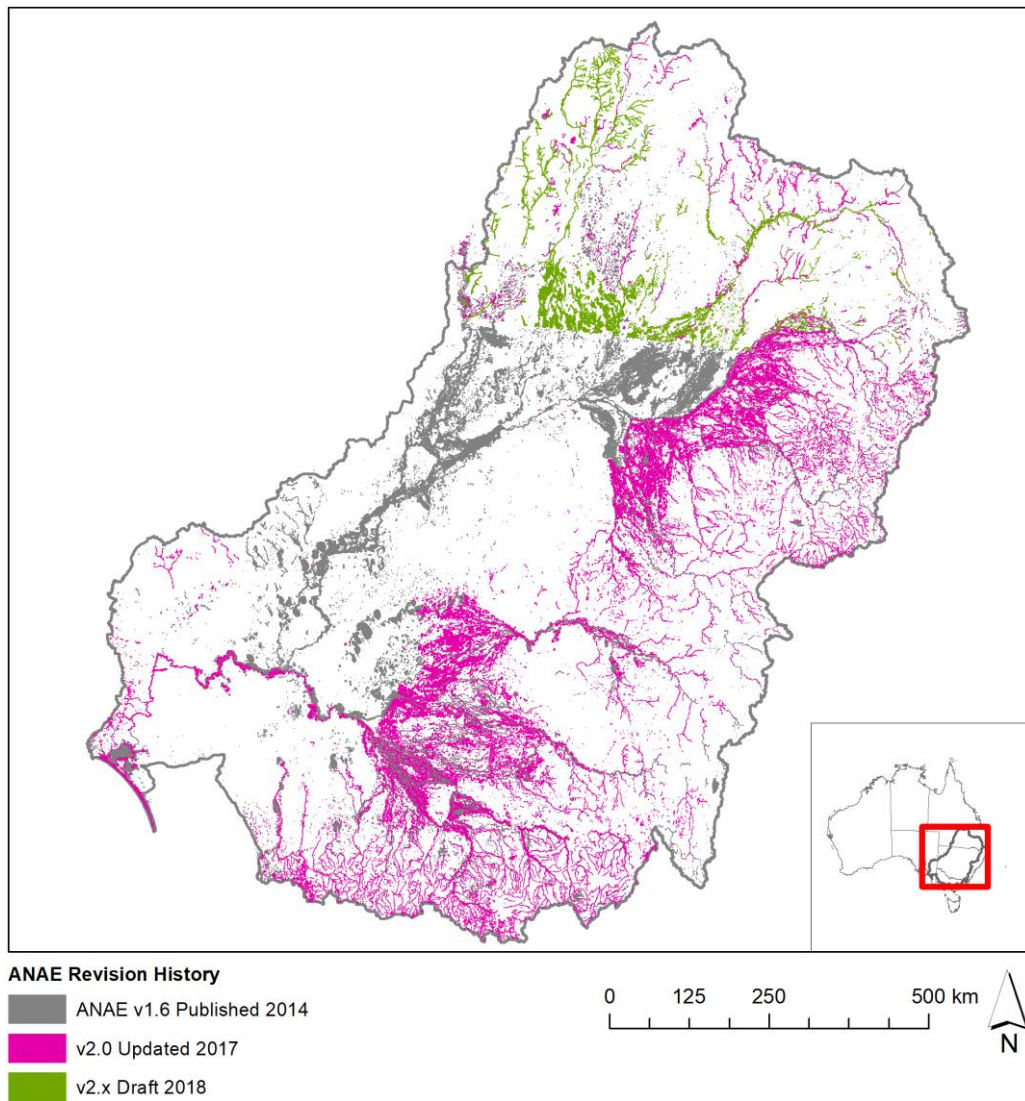 ANAE Revision History
ANAE v1.6 Published 2014
v2.0 Updated 2017
v2.x Draft 2018
0 125 250 500 km
N